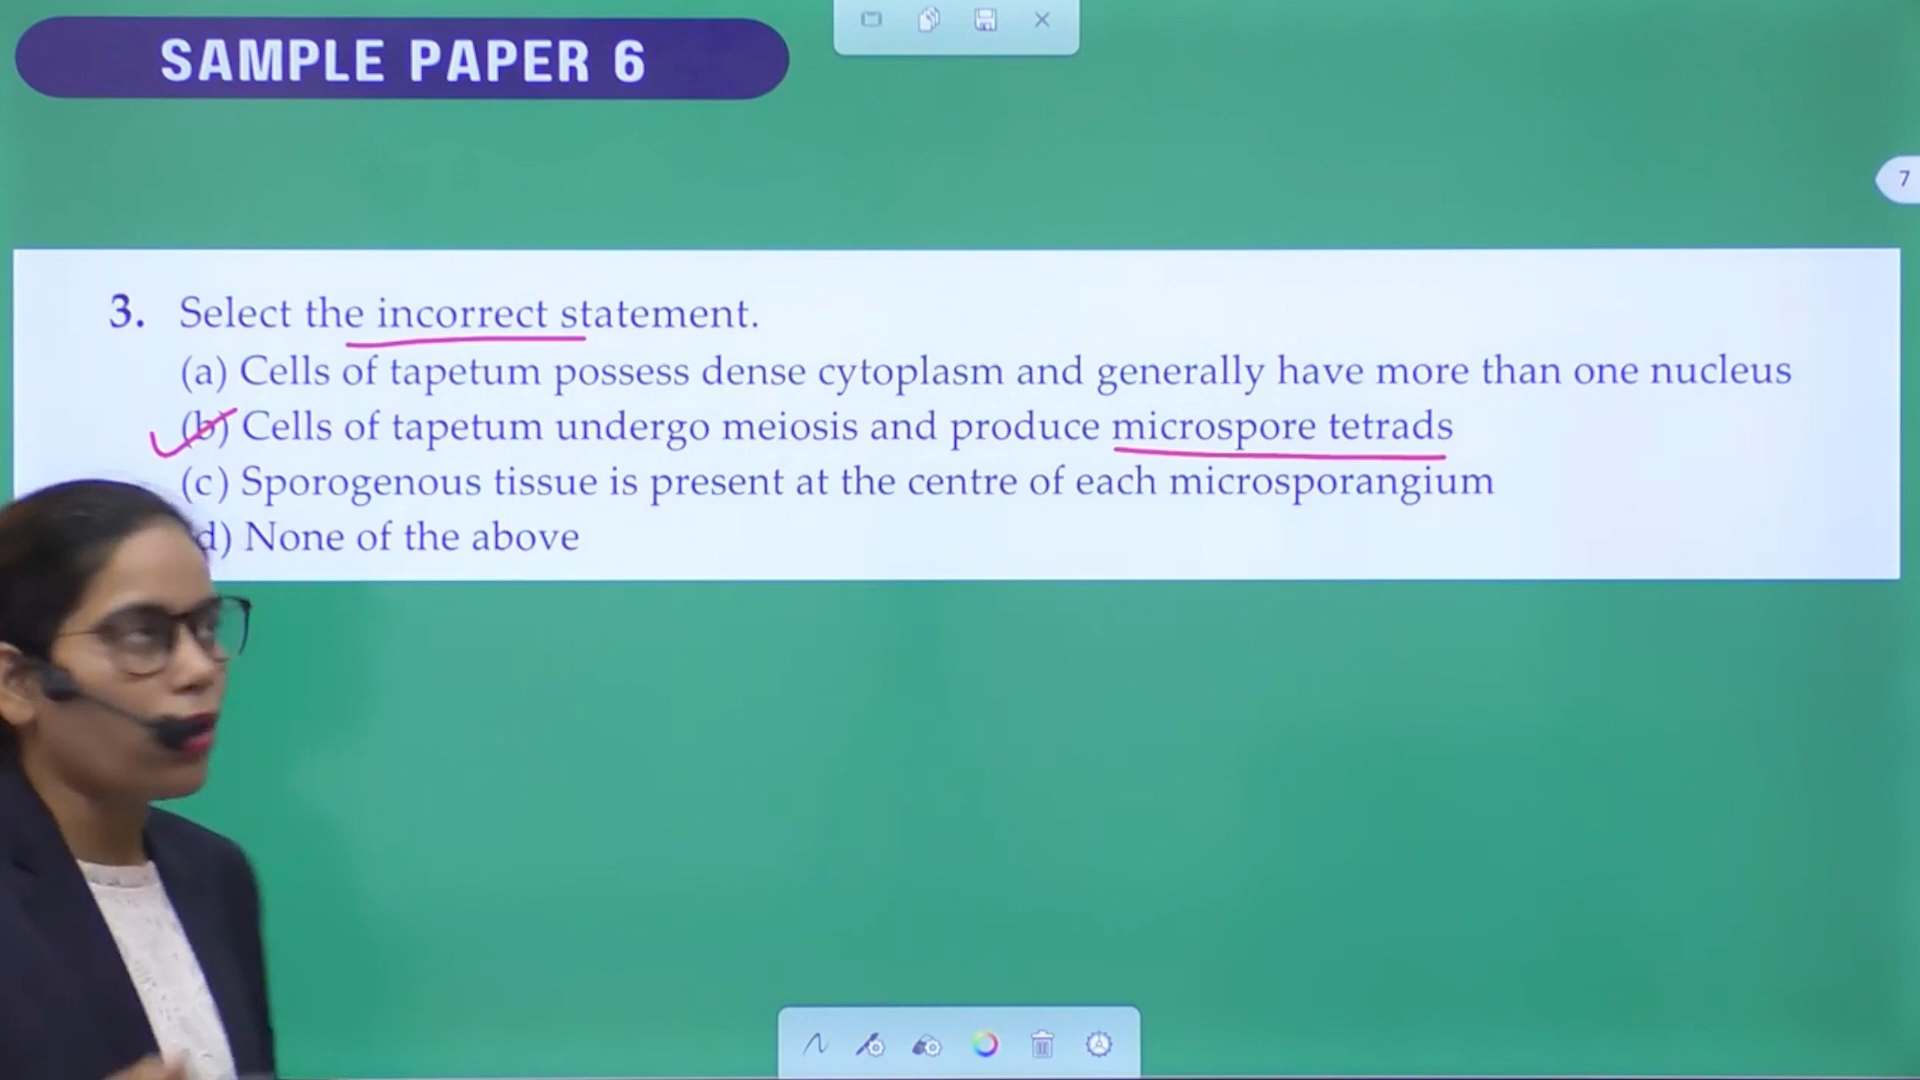 SAMPLE PAPER 6
7
3. Select the incorrect statement.
(a) Cells of tapetum possess dense cytoplasm and generally have more than one nucleus
(b) Cells of tapetum undergo meiosis and produce microspore tetrads
(c) Sporogenous tissue is present at the centre of each microsporangium
d) None of the above